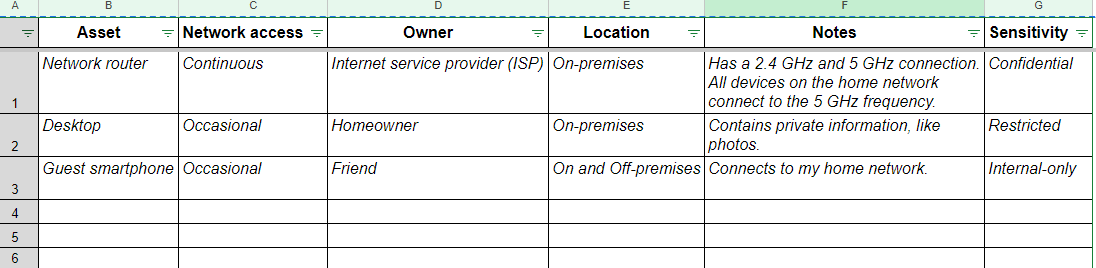 A B C D E F G
Asset Network access Owner Location Notes Sensitivity
1 Network router Continuous Internet service provider (ISP) On-premises Has a 2.4 GHz and 5 GHz connection. Confidential
All devices on the home network
connect to the 5 GHz frequency.
2 Desktop Occasional Homeowner On-premises Contains private information, like Restricted
photos.
3 Guest smartphone Occasional Friend On and Off-premises Connects to my home network. Internal-only
4
5
6